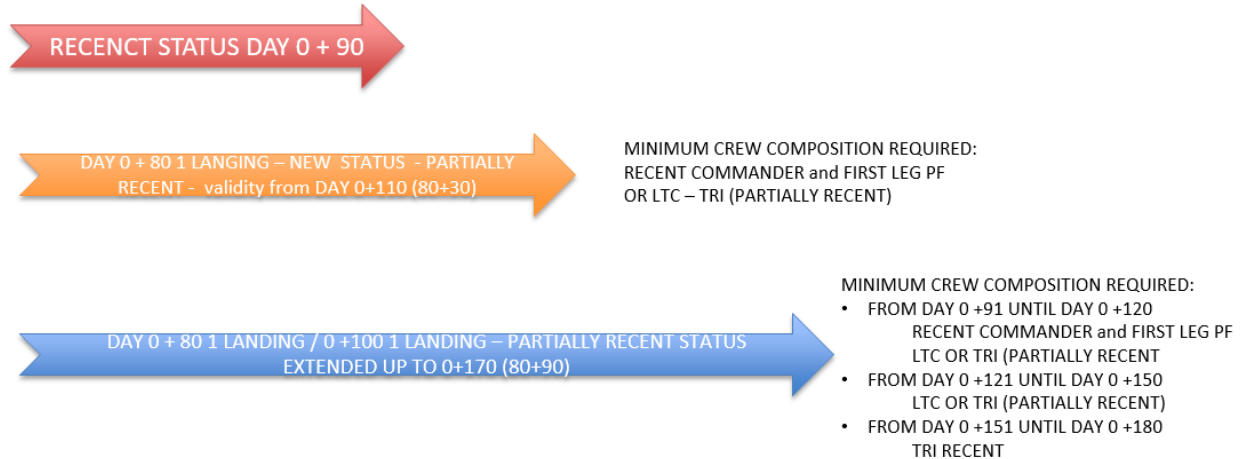 RECENCT STATUS DAY 0 + 90
DAY 0 + 80 1 LANGING – NEW STATUS - PARTIALLY
RECENT - validity from DAY 0+110 (80+30)
MINIMUM CREW COMPOSITION REQUIRED:
RECENT COMMANDER and FIRST LEG PF
OR LTC – TRI (PARTIALLY RECENT)
DAY 0 + 80 1 LANDING / 0 +100 1 LANDING – PARTIALLY RECENT STATUS
EXTENDED UP TO 0+170 (80+90)
MINIMUM CREW COMPOSITION REQUIRED:
• FROM DAY 0 +91 UNTIL DAY 0 +120
RECENT COMMANDER and FIRST LEG PF
LTC OR TRI (PARTIALLY RECENT
• FROM DAY 0 +121 UNTIL DAY 0 +150
LTC OR TRI (PARTIALLY RECENT)
• FROM DAY 0 +151 UNTIL DAY 0 +180
TRI RECENT